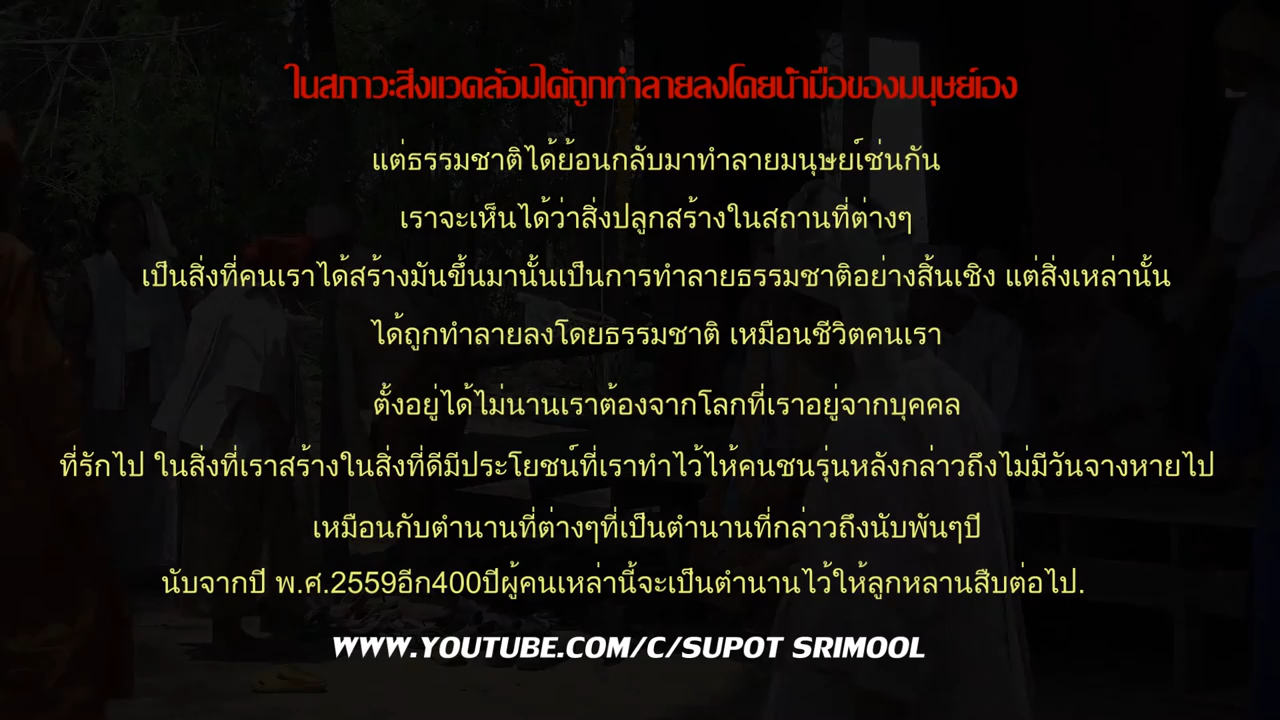 ในสภาวะสิ่งแวดล้อมได้ถูกทำลายลงโดยน้ำมือของมนุษย์เอง
แต่ธรรมชาติได้ย้อนกลับมาทำลายมนุษย์เช่นกัน
เราจะเห็นได้ว่าสิ่งปลูกสร้างในสถานที่ต่างๆ
เป็นสิ่งที่คนเราได้สร้างมันขึ้นมานั้นเป็นการทำลายธรรมชาติอย่างสิ้นเชิง แต่สิ่งเหล่านั้น
ได้ถูกทำลายลงโดยธรรมชาติ เหมือนชีวิตคนเรา
ตั้งอยู่ได้ไม่นานเราต้องจากโลกที่เราอยู่จากบุคคล
ที่รักไป ในสิ่งที่เราสร้างในสิ่งที่ดีมีประโยชน์ที่เราทำไว้ไห้คนชนรุ่นหลังกล่าวถึงไม่มีวันจางหายไป
เหมือนกับตำนานที่ต่างๆที่เป็นตำนานที่กล่าวถึงนับพันๆปี
นับจากปี พ.ศ.2559อีก400ปีผู้คนเหล่านี้จะเป็นตำนานไว้ให้ลูกหลานสืบต่อไป.
WWW.YOUTUBE.COM/C/SUPOT SRIMOOL